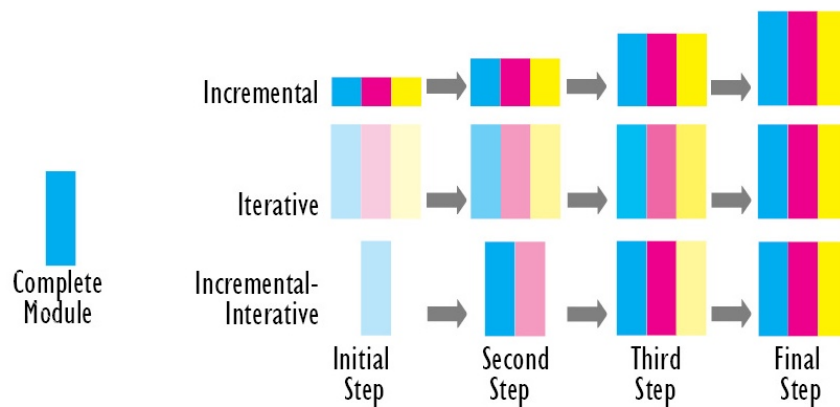 Incremental
Iterative
Complete
Module
Incremental-
Interative
Initial
Step
Second
Step
Third
Step
Final
Step